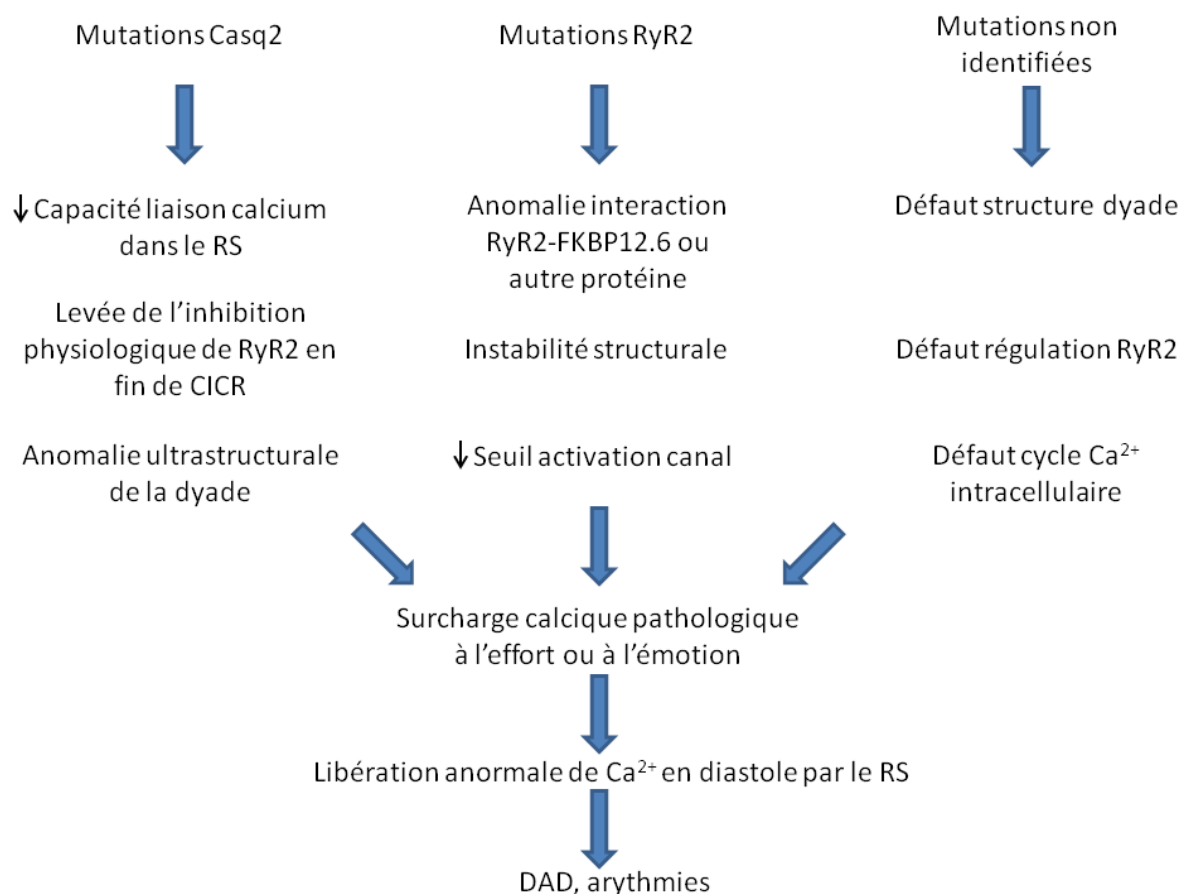 Mutations Casq2
Mutations RyR2
Mutations non
identifiées
↓ Capacité liaison calcium
dans le RS
Anomalie interaction
RyR2-FKBP12.6 ou
autre protéine
Défaut structure dyade
Levée de l'inhibition
physiologique de RyR2 en
fin de CICR
Instabilité structurale
Défaut régulation RyR2
Anomalie ultrastructurale
de la dyade
↓ Seuil activation canal
Défaut cycle Ca²⁺
intracellulaire
Surcharge calcique pathologique
à l'effort ou à l'émotion
Libération anormale de Ca²⁺ en diastole par le RS
DAD, arythmies